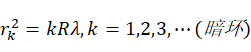 r_k^2 = kRλ, k = 1,2,3,⋯ (暗环)